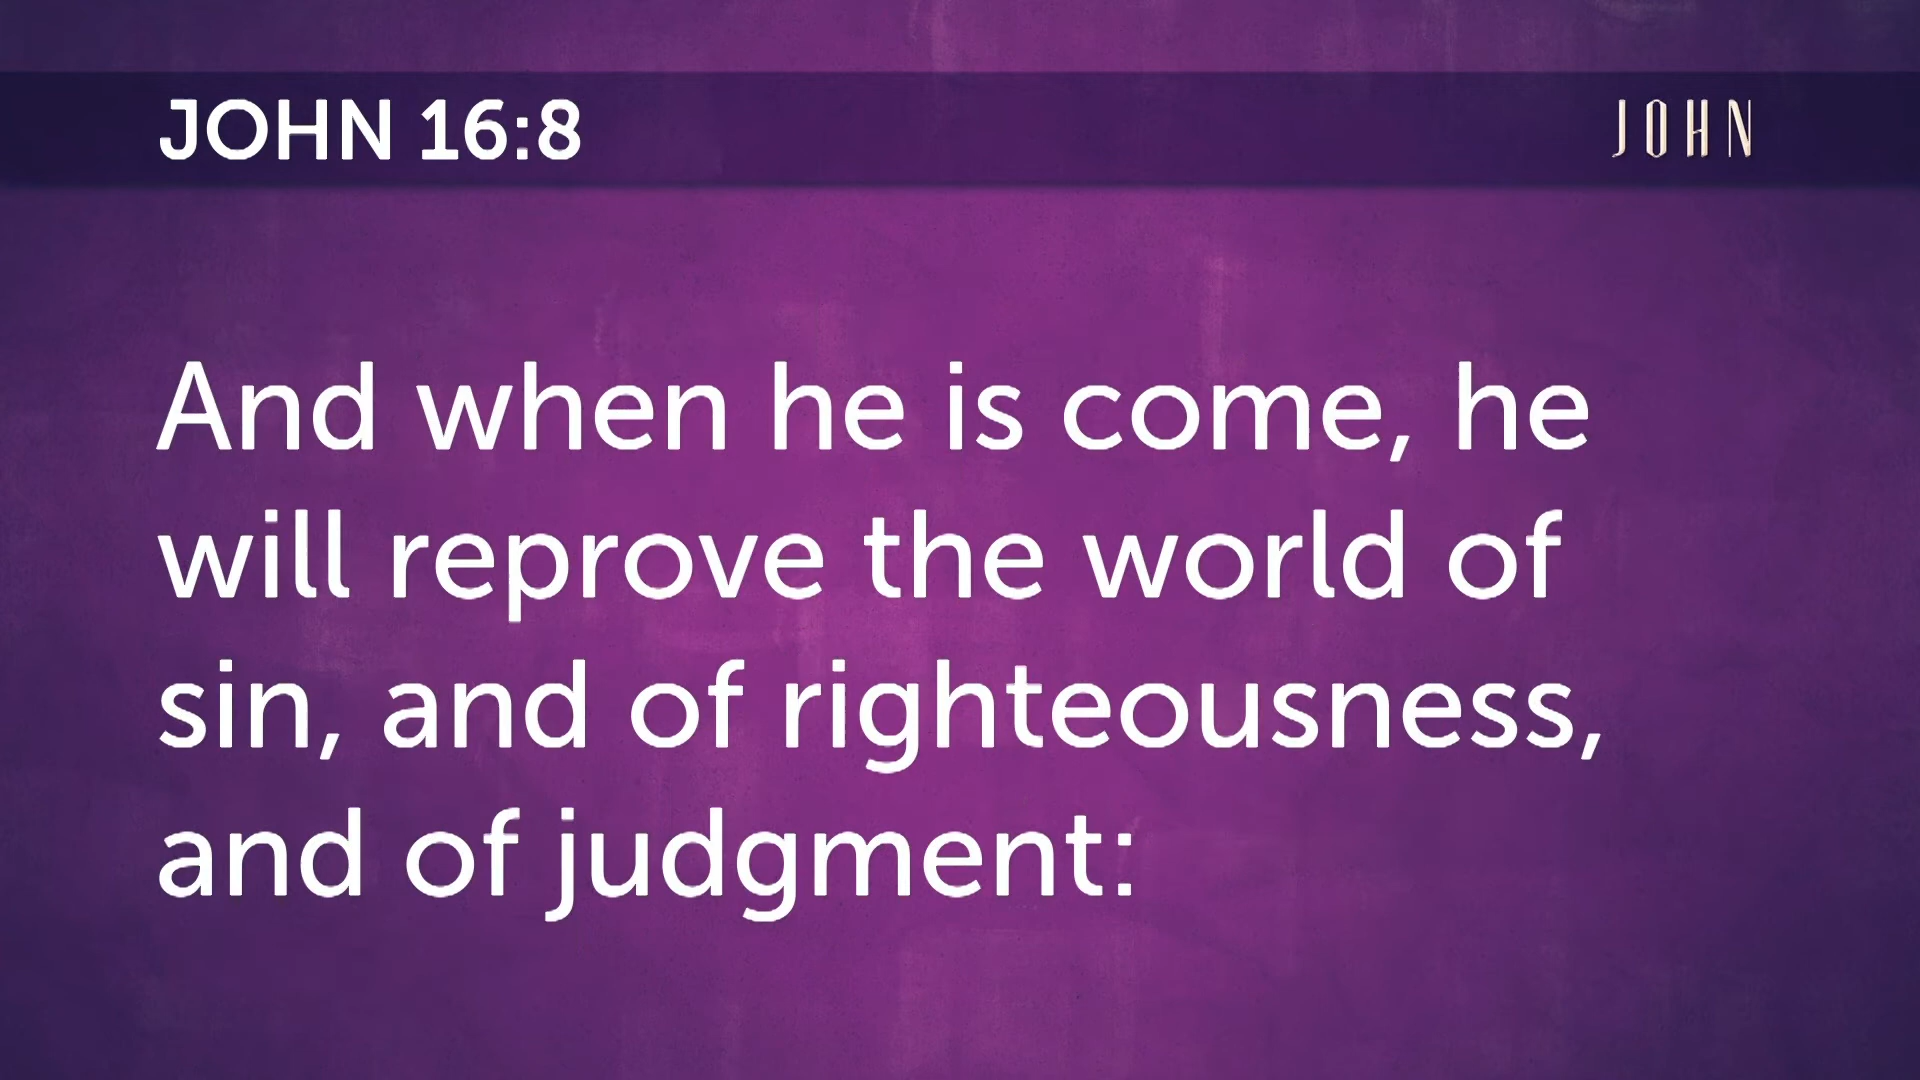 JOHN 16:8
JOHN
And when he is come, he
will reprove the world of
sin, and of righteousness,
and of judgment: